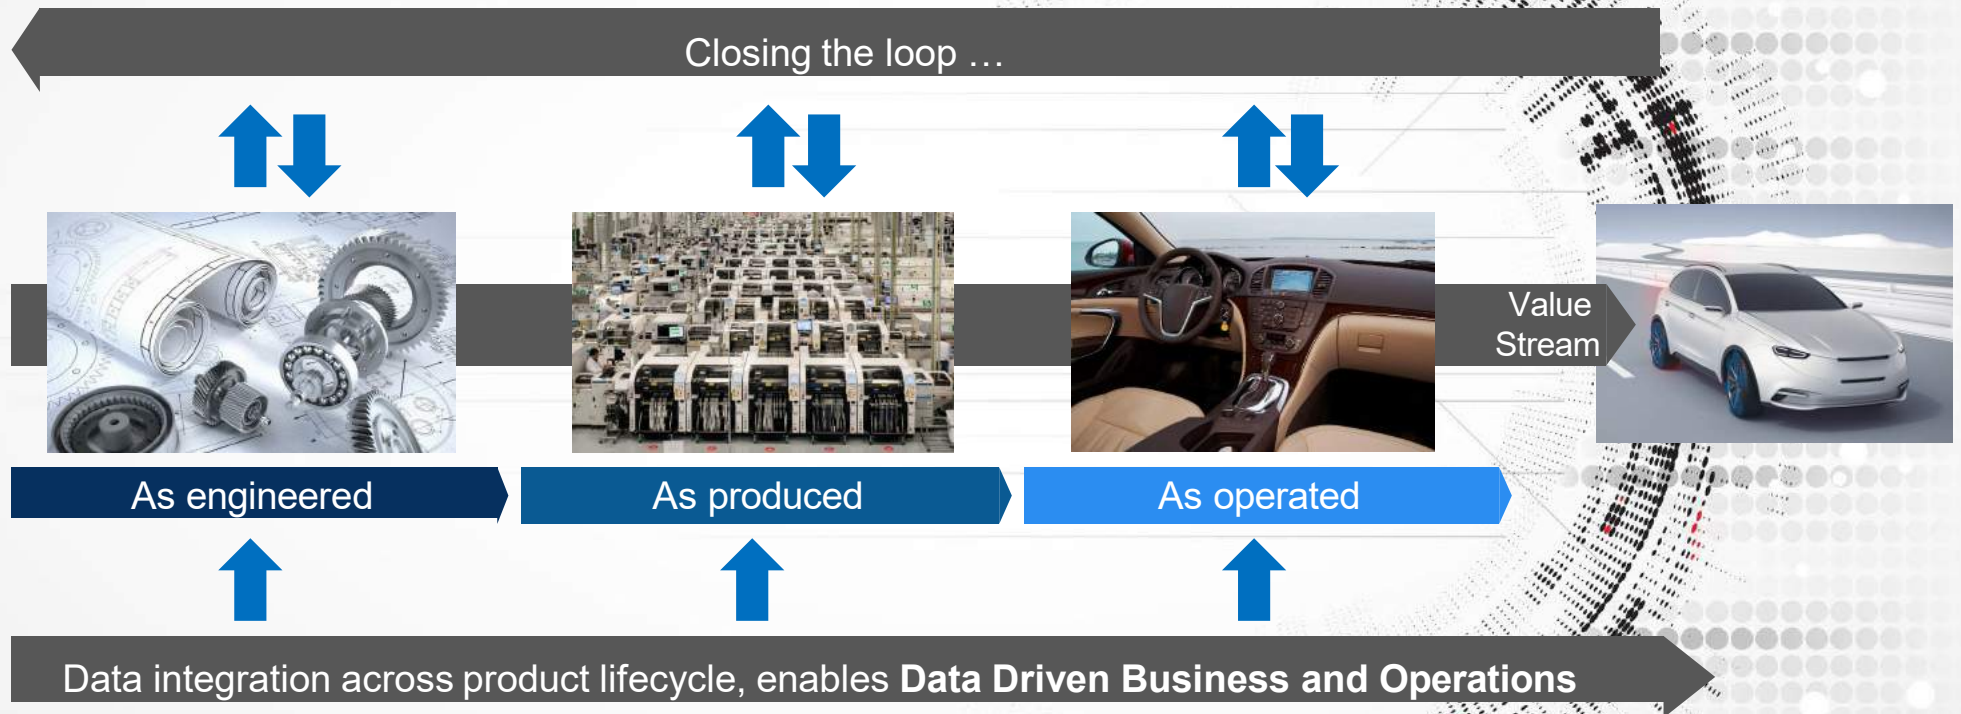 Closing the loop …
Value
Stream
As engineered
As produced
As operated
Data integration across product lifecycle, enables Data Driven Business and Operations